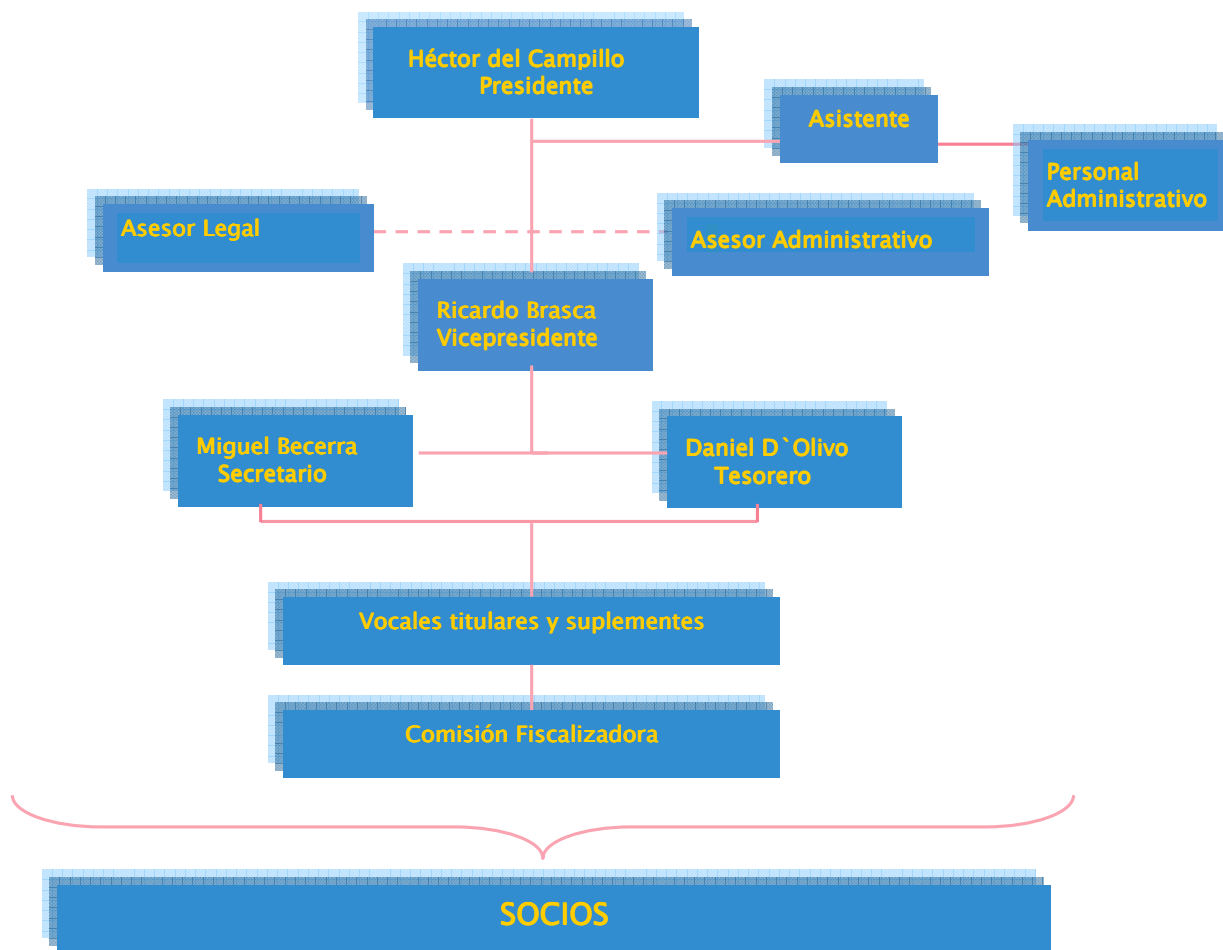 Héctor del Campillo
Presidente
Asistente
Personal
Administrativo
Asesor Legal
Asesor Administrativo
Ricardo Brasca
Vicepresidente
Miguel Becerra
Secretario
Daniel D`Olivo
Tesorero
Vocales titulares y suplementes
Comisión Fiscalizadora
SOCIOS